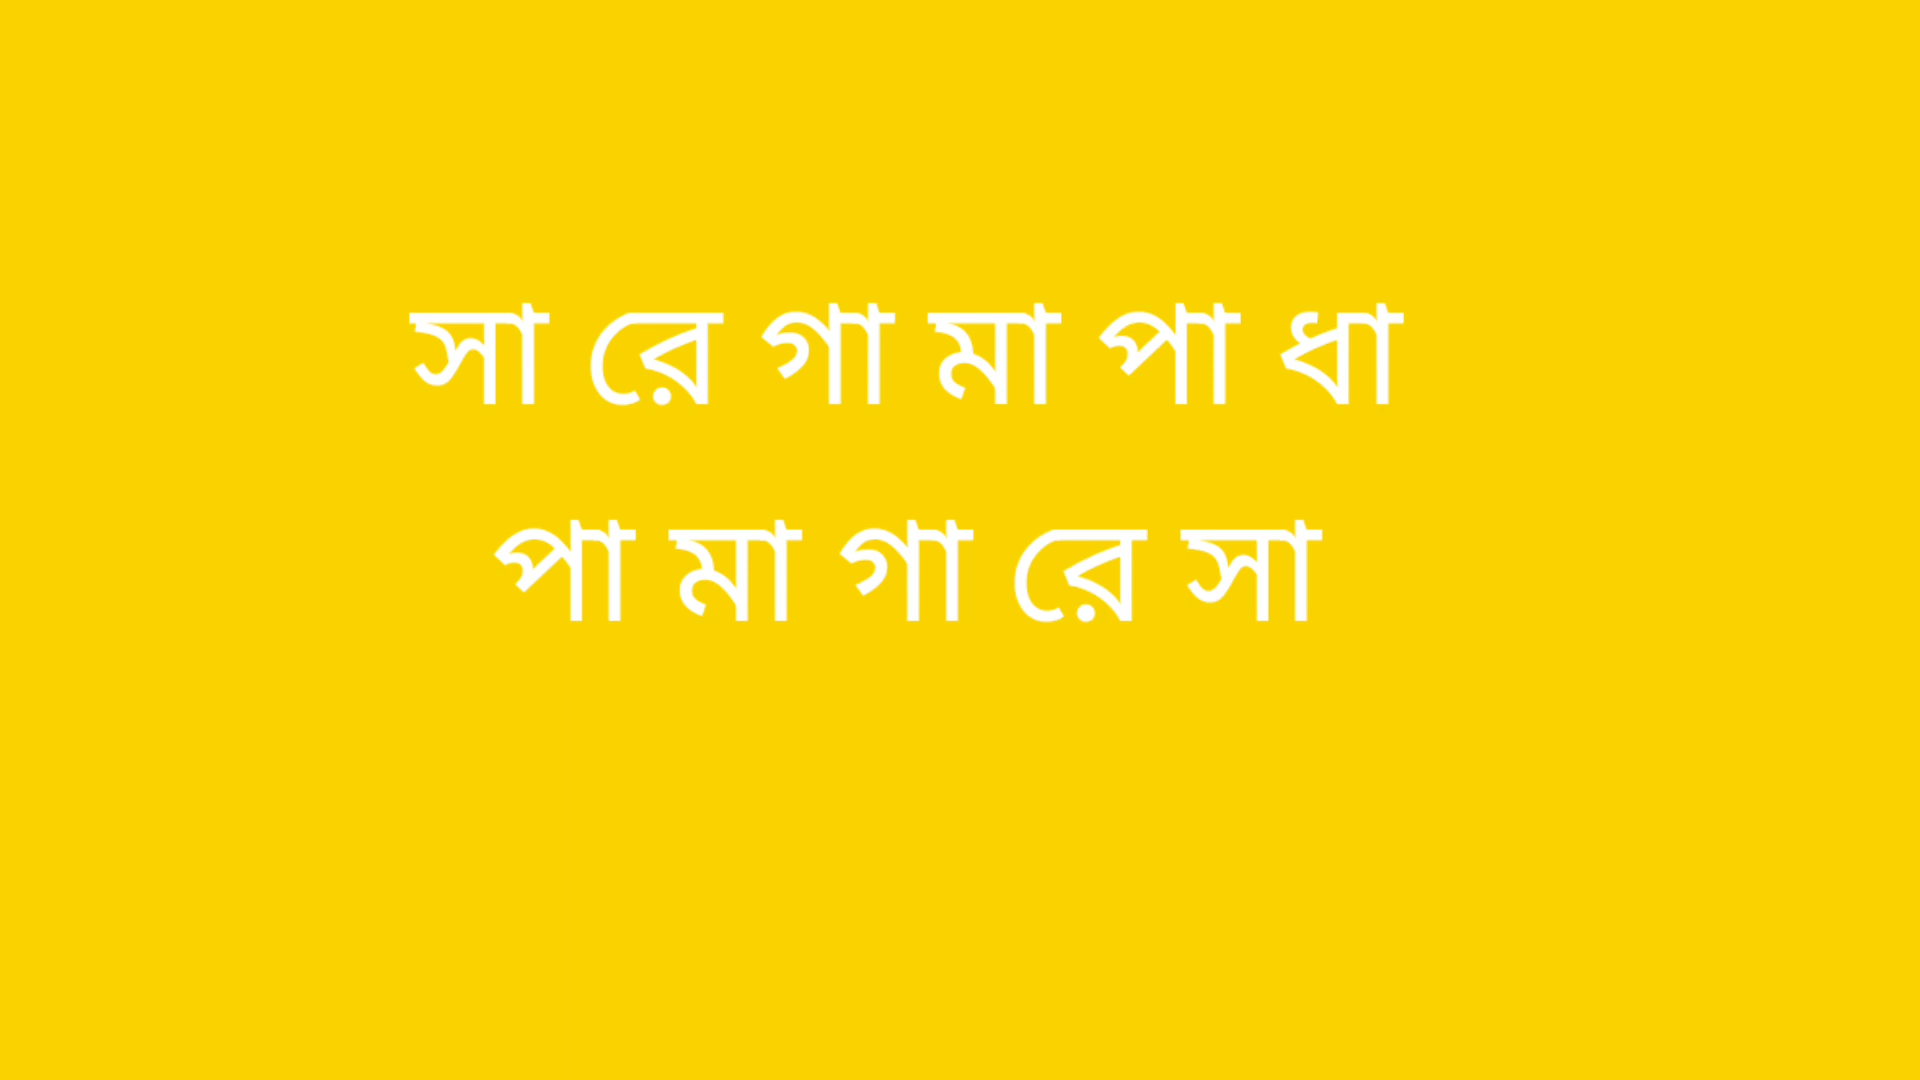 সা রে গা মা পা ধা
পা মা গা রে সা